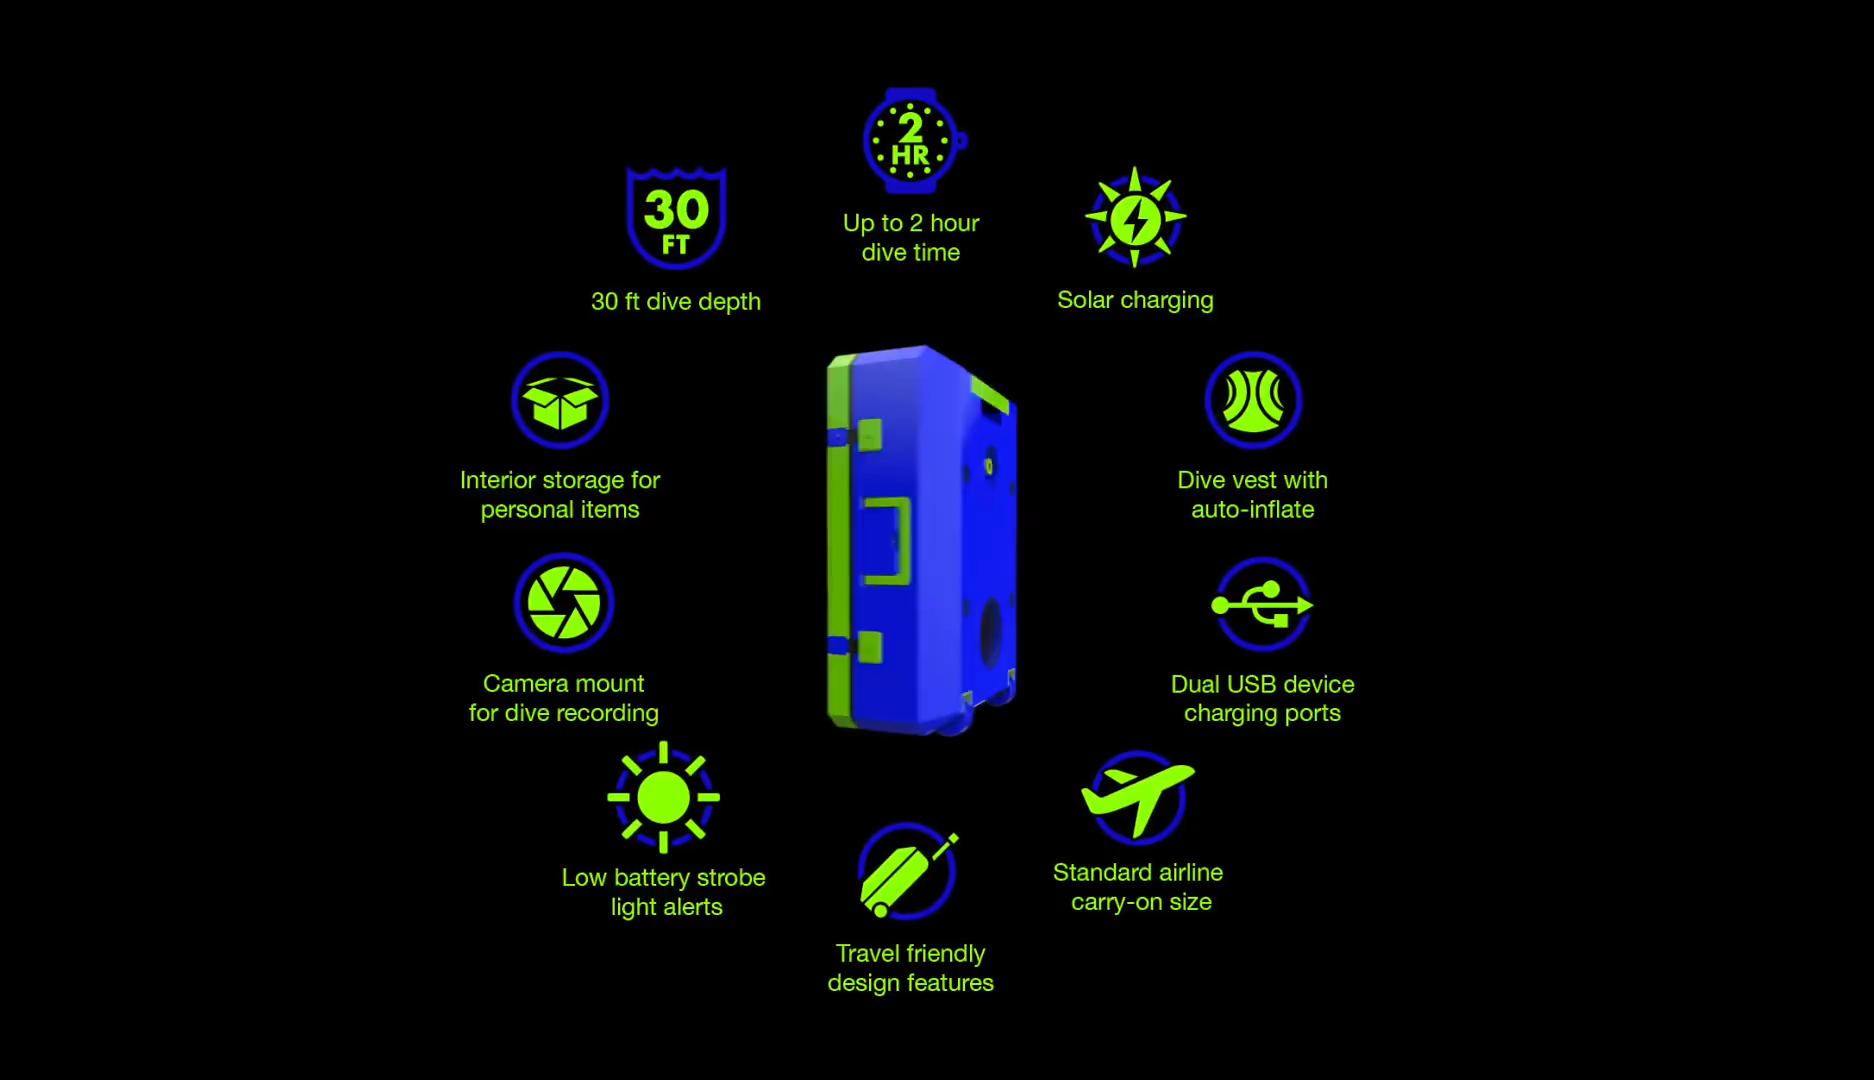 2
HR
Up to 2 hour
dive time
30
FT
30 ft dive depth
Solar charging
Interior storage for
personal items
Dive vest with
auto-inflate
Camera mount
for dive recording
Dual USB device
charging ports
Low battery strobe
light alerts
Standard airline
carry-on size
Travel friendly
design features